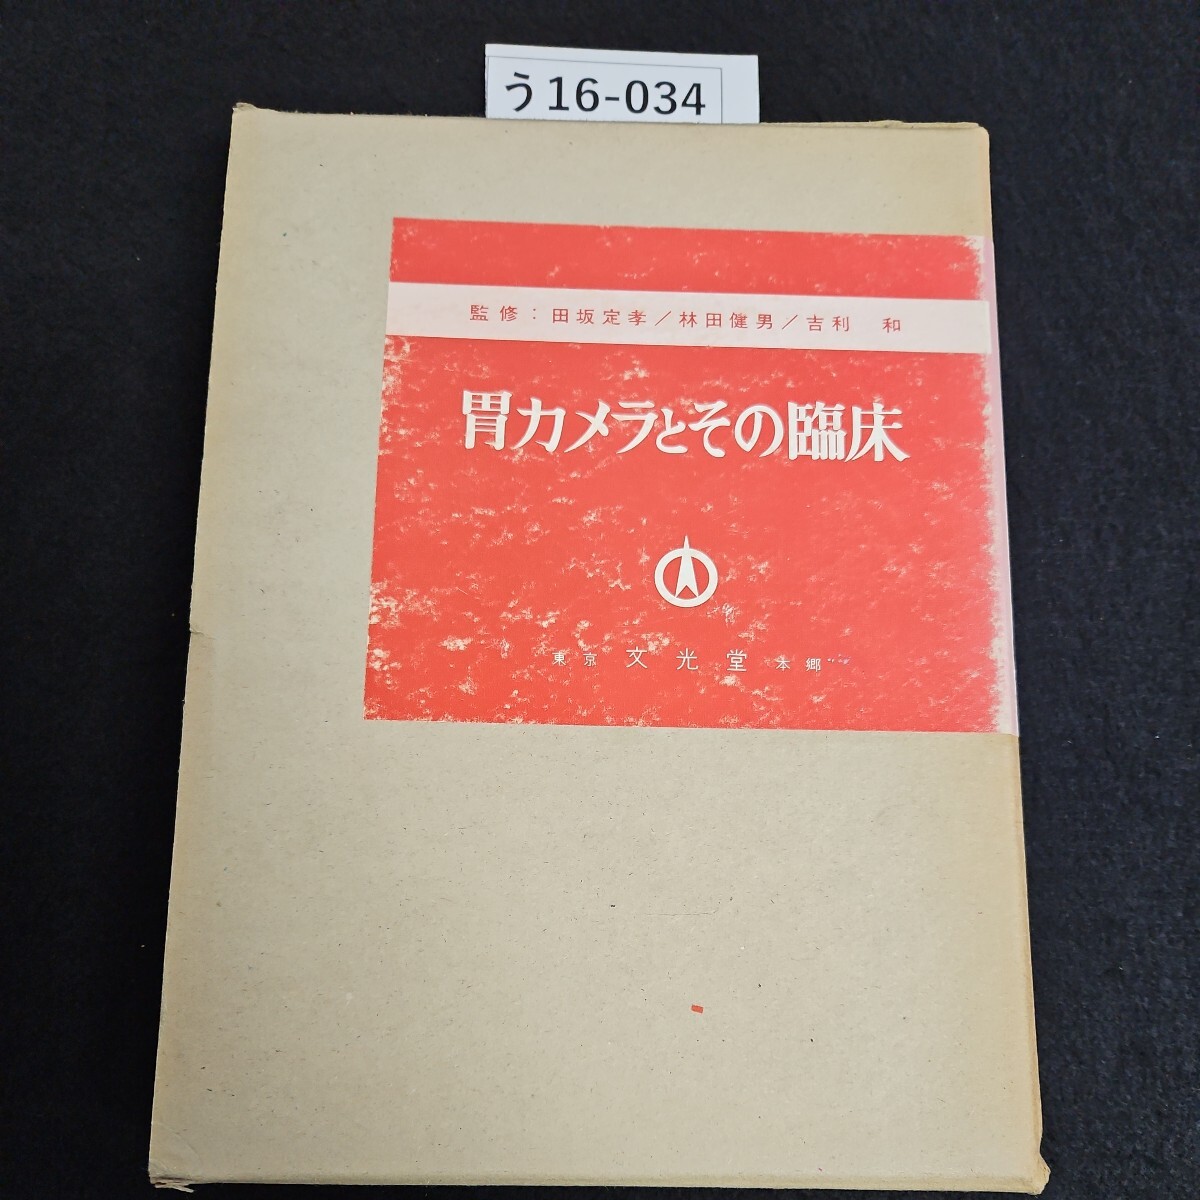 う16-034
監修：田坂定孝／林田健男／吉利　和
胃カメラとその臨床
東京 文光堂 本郷